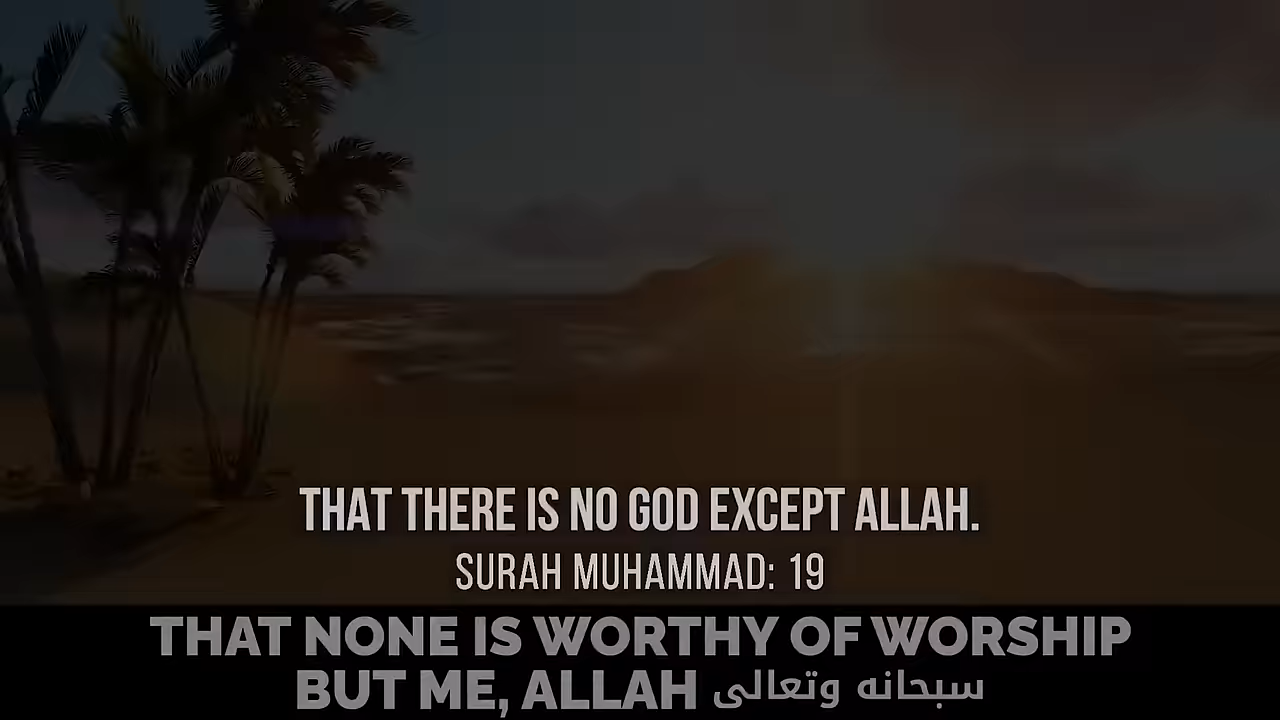 THAT THERE IS NO GOD EXCEPT ALLAH.
SURAH MUHAMMAD: 19
THAT NONE IS WORTHY OF WORSHIP
BUT ME, ALLAH سبحانه وتعالى